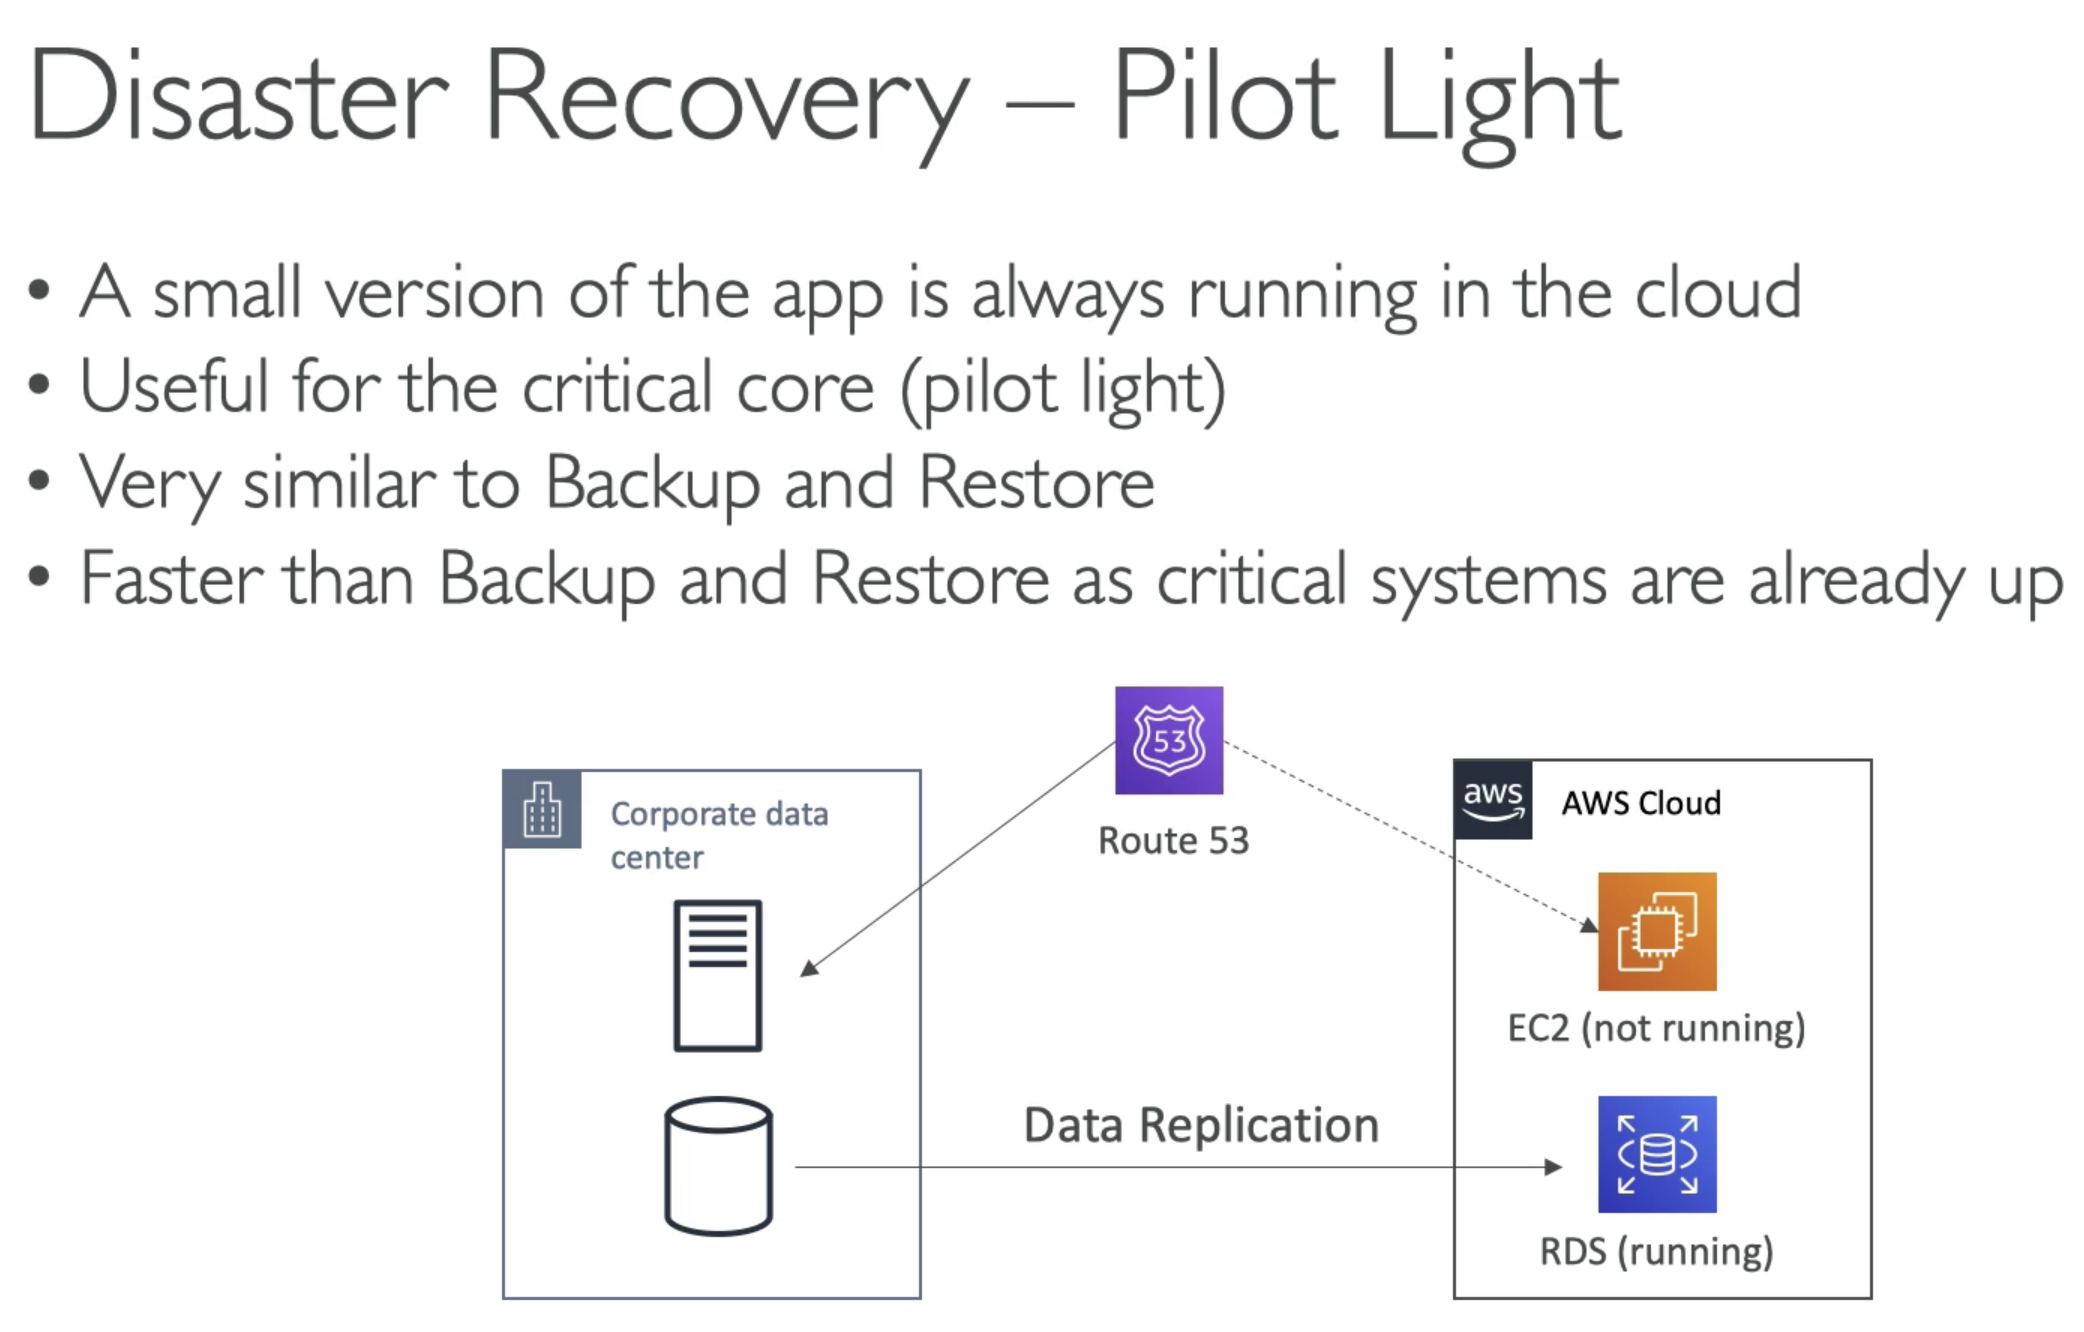 Disaster Recovery – Pilot Light
• A small version of the app is always running in the cloud
• Useful for the critical core (pilot light)
• Very similar to Backup and Restore
• Faster than Backup and Restore as critical systems are already up
53
Route 53
Corporate data
center
aws
AWS Cloud
EC2 (not running)
Data Replication
RDS (running)